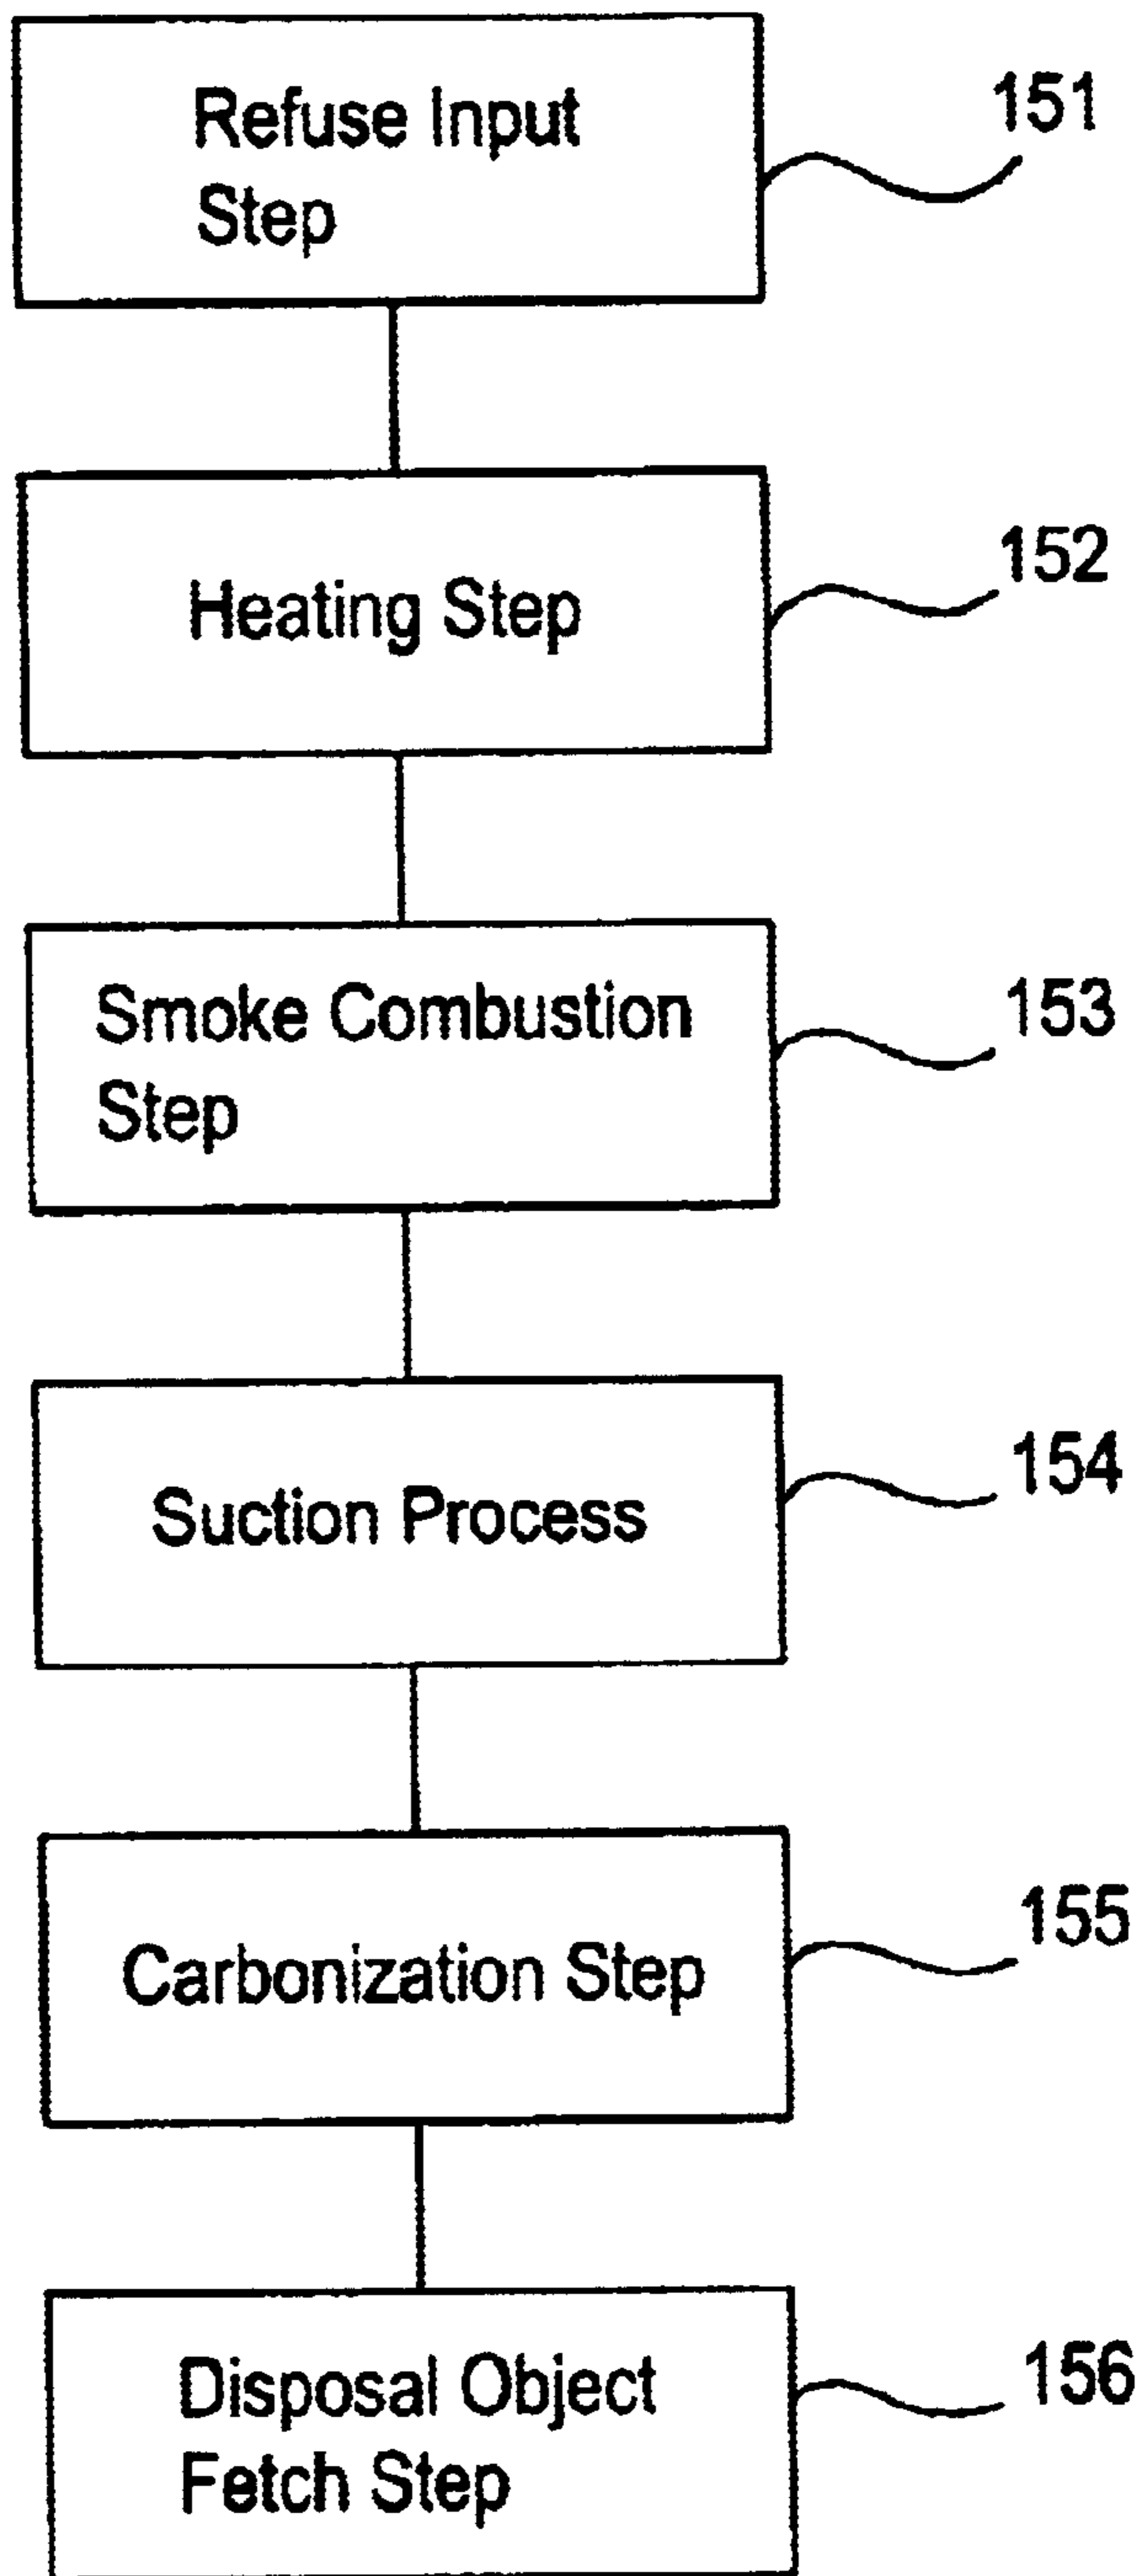 Refuse Input
Step
151
Heating Step
152
Smoke Combustion
Step
153
Suction Process
154
Carbonization Step
155
Disposal Object
Fetch Step
156